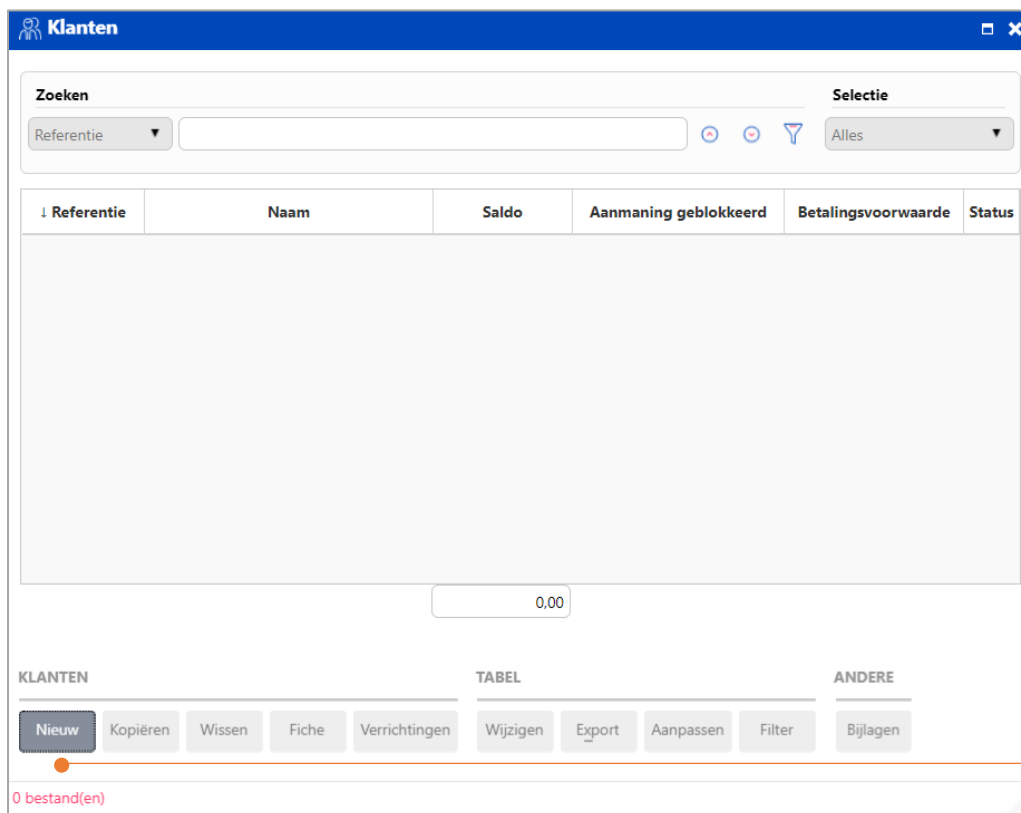 Klanten
Zoeken Selectie
Referentie ▼ Alles ▼
↓ Referentie Naam Saldo Aanmaning geblokkeerd Betalingsvoorwaarde Status
0,00
KLANTEN TABEL ANDERE
Nieuw Kopiëren Wissen Fiche Verrichtingen Wijzigen Export Aanpassen Filter Bijlagen
0 bestand(en)